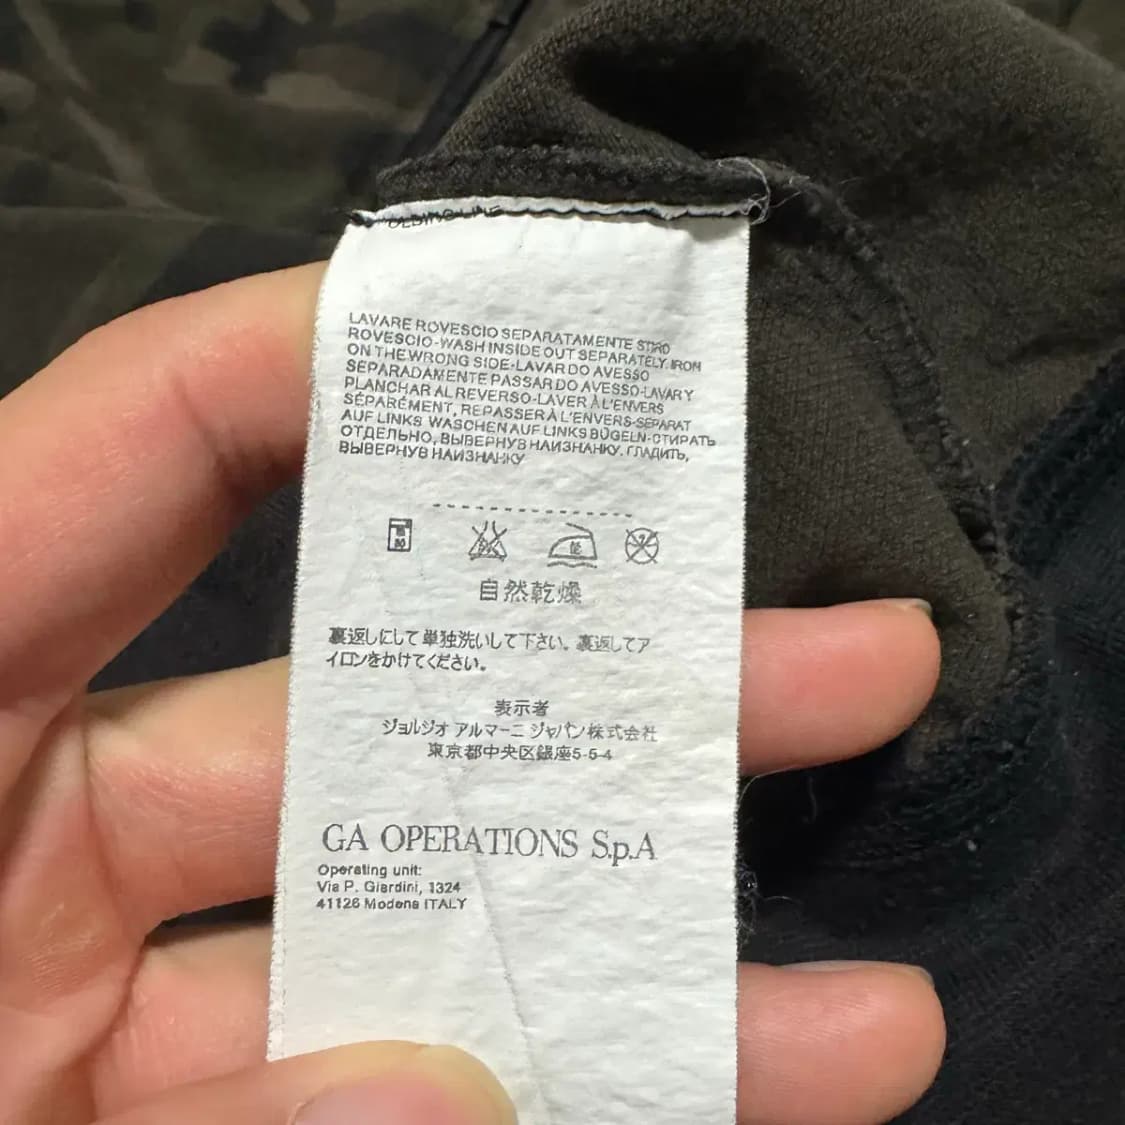 LAVARE ROVESCIO SEPARATAMENTE STIRO
ROVESCIO-WASH INSIDE OUT SEPARATELY. IRON
ON THE WRONG SIDE-LAVAR DO AVESSO
SEPARADAMENTE PASSAR DO AVESSO-LAVAR Y
PLANCHAR AL REVERSO-LAVER À L'ENVERS
SÉPARÉMENT, REPASSER À L'ENVERS-SEPARAT
AUF LINKS WASCHEN AUF LINKS BÜGELN-СТИРАТЬ
ОТДЕЛЬНО, ВЫВЕРНУВ НАИЗНАНКУ. ГЛАДИТЬ,
ВЫВЕРНУВ НАИЗНАНКУ
自然乾燥
裏返しにして単独洗いして下さい。裏返してア
イロンをかけてください。
表示者
ジョルジオ アルマーニ ジャパン株式会社
東京都中央区銀座5-5-4
GA OPERATIONS S.p.A
Operating unit:
Via P. Giardini, 1324
41126 Modena ITALY